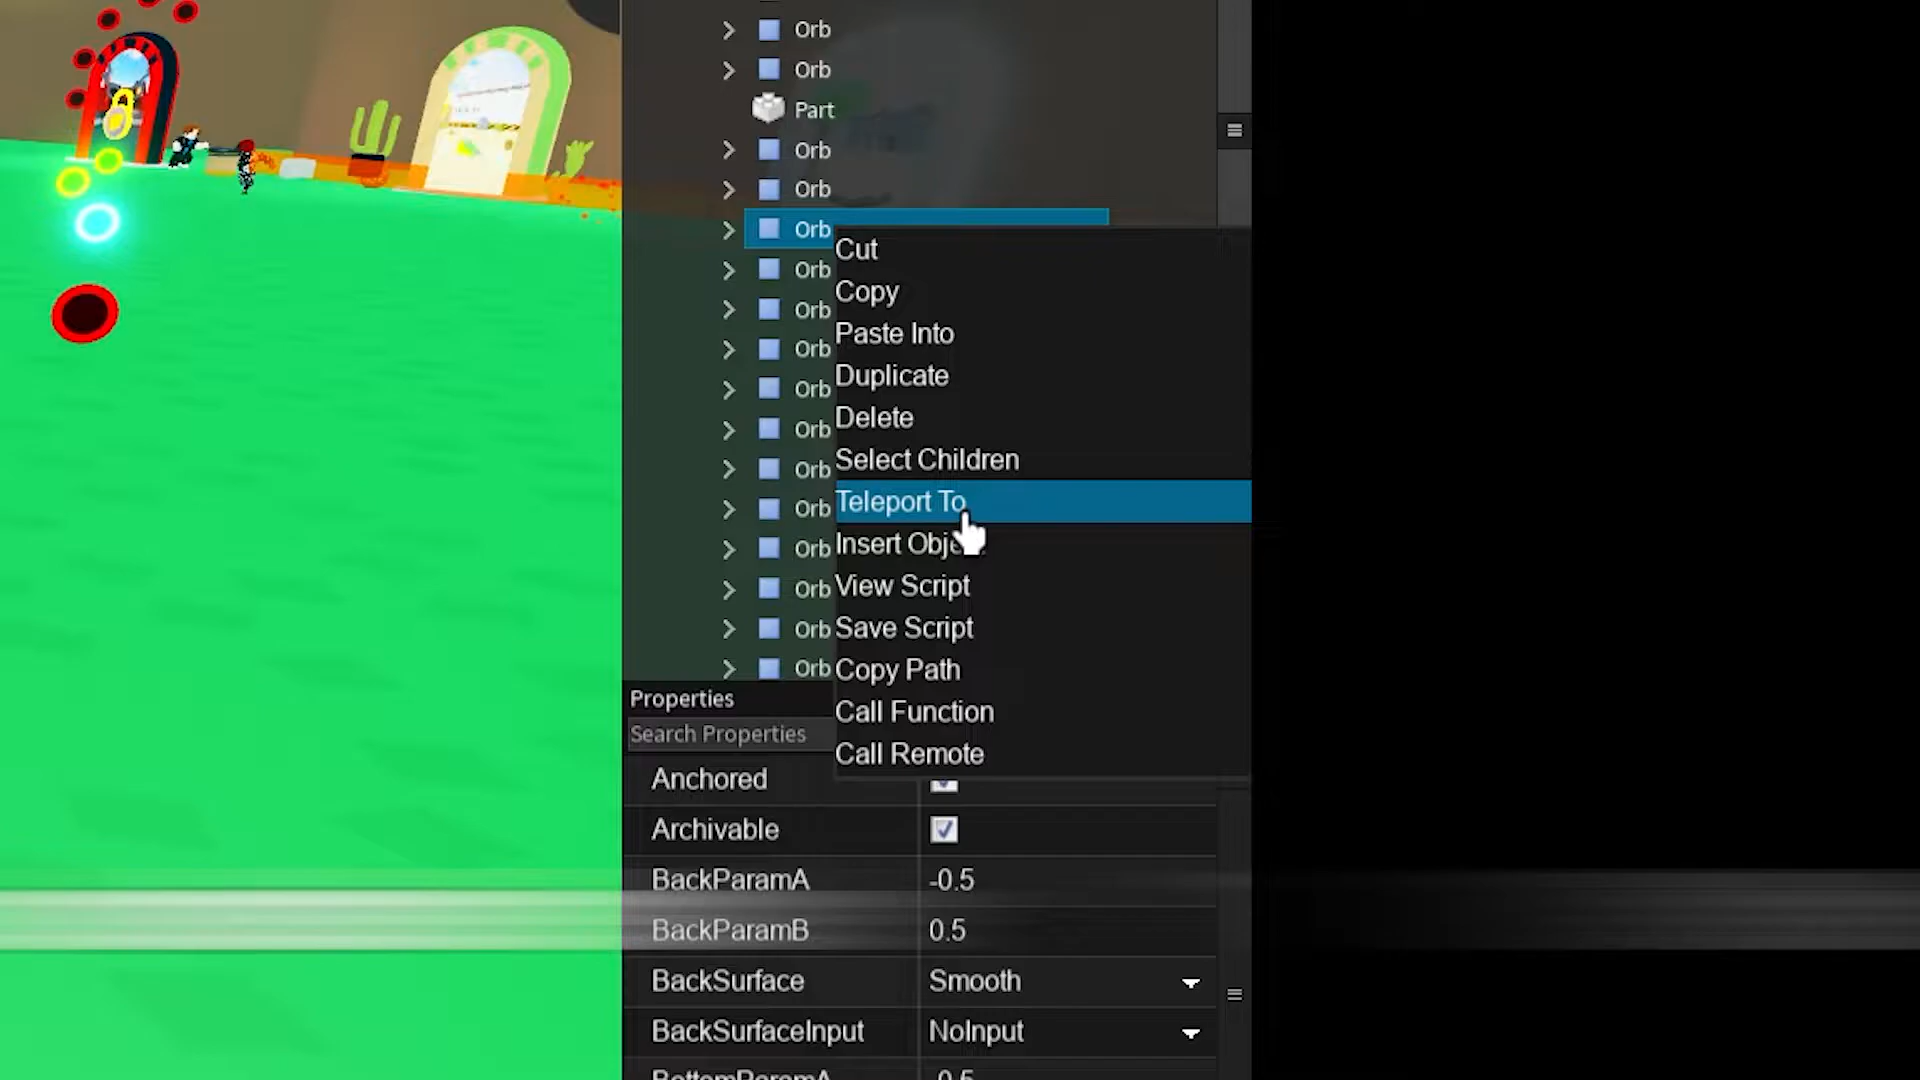 Orb
Orb
Part
Orb
Orb
Orb
Cut
Orb
Copy
Orb
Paste Into
Orb
Duplicate
Orb
Delete
Orb
Select Children
Orb
Teleport To
Orb
Insert
Orb
View Script
Orb
Save Script
Orb
Copy Path
Orb
Properties
Call Function
Search Properties
Call Remote
Anchored
Archivable
BackParamA -0.5
BackParamB 0.5
BackSurface Smooth
BackSurfaceInput NoInput